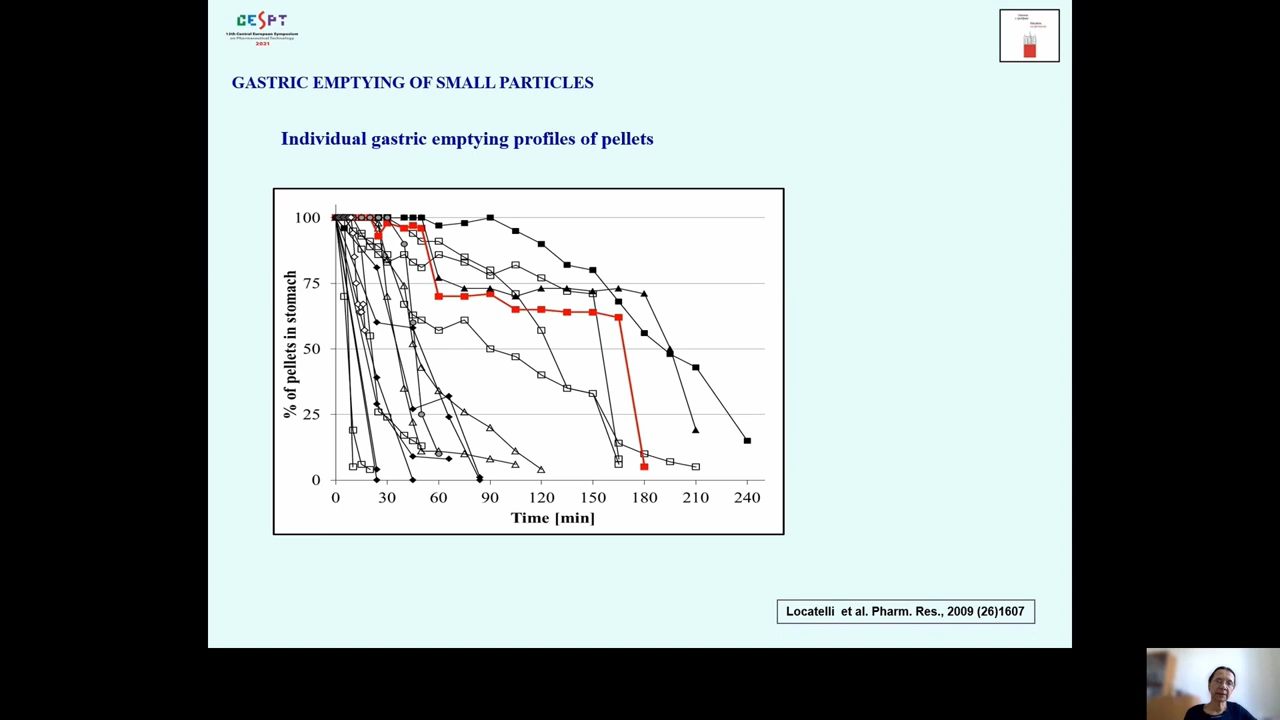 CESPT
12th Central European Symposium
on Pharmaceutical Technology
2021
GASTRIC EMPTYING OF SMALL PARTICLES
Individual gastric emptying profiles of pellets
% of pellets in stomach
100
75
50
25
0
0 30 60 90 120 150 180 210 240
Time [min]
Locatelli et al. Pharm. Res., 2009 (26)1607